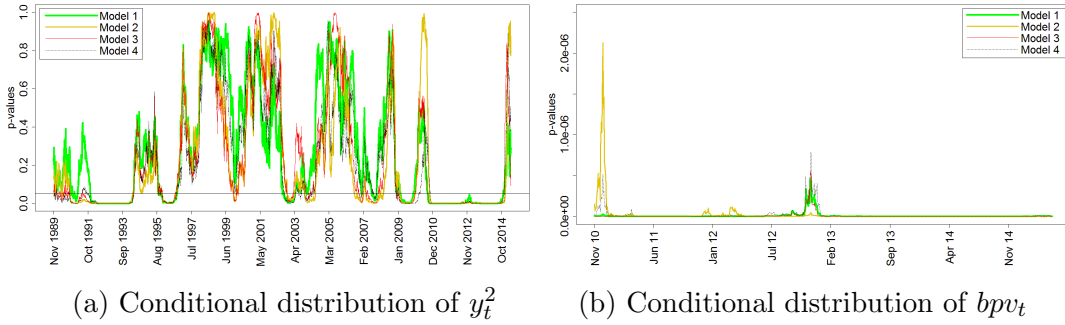 Model 1
Model 2
Model 3
Model 4
p-values
1.0
0.8
0.6
0.4
0.2
0.0
Nov 1989
Oct 1991
Sep 1993
Aug 1995
Jul 1997
Jun 1999
May 2001
Apr 2003
Mar 2005
Feb 2007
Jan 2009
Dec 2010
Nov 2012
Oct 2014
(a) Conditional distribution of $y_t^2$
Model 1
Model 2
Model 3
Model 4
p-values
2.0e-06
1.0e-06
0.0e+00
Nov 10
Jun 11
Jan 12
Jul 12
Feb 13
Sep 13
Apr 14
Nov 14
(b) Conditional distribution of $bpv_t$